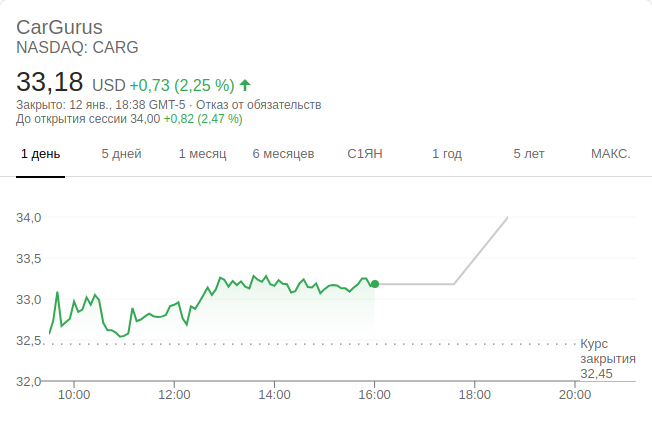 CarGurus
NASDAQ: CARG
33,18 USD +0,73 (2,25 %)
Закрыто: 12 янв., 18:38 GMT-5 · Отказ от обязательств
До открытия сессии 34,00 +0,82 (2,47 %)
1 день 5 дней 1 месяц 6 месяцев С1ЯН 1 год 5 лет МАКС.
34,0
33,5
33,0
32,5
Курс
закрытия
32,45
32,0
10:00 12:00 14:00 16:00 18:00 20:00